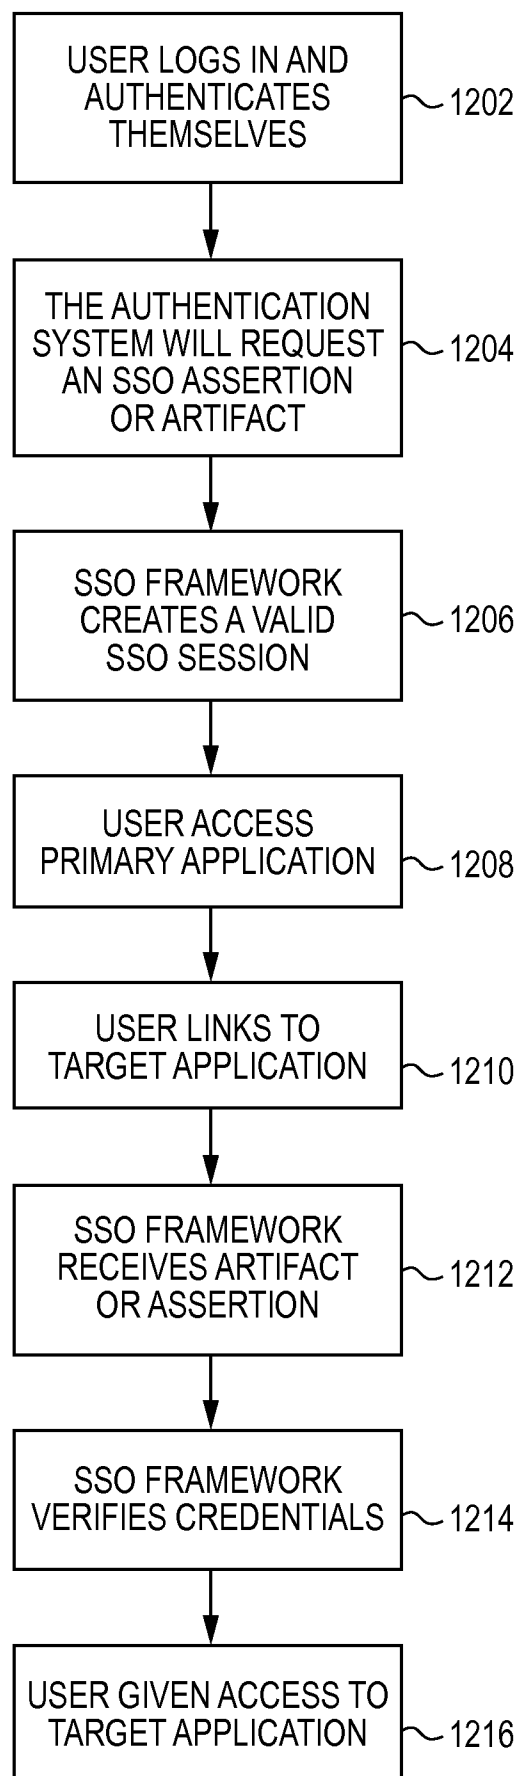 USER LOGS IN AND
AUTHENTICATES
THEMSELVES
1202
THE AUTHENTICATION
SYSTEM WILL REQUEST
AN SSO ASSERTION
OR ARTIFACT
1204
SSO FRAMEWORK
CREATES A VALID
SSO SESSION
1206
USER ACCESS
PRIMARY APPLICATION
1208
USER LINKS TO
TARGET APPLICATION
1210
SSO FRAMEWORK
RECEIVES ARTIFACT
OR ASSERTION
1212
SSO FRAMEWORK
VERIFIES CREDENTIALS
1214
USER GIVEN ACCESS TO
TARGET APPLICATION
1216